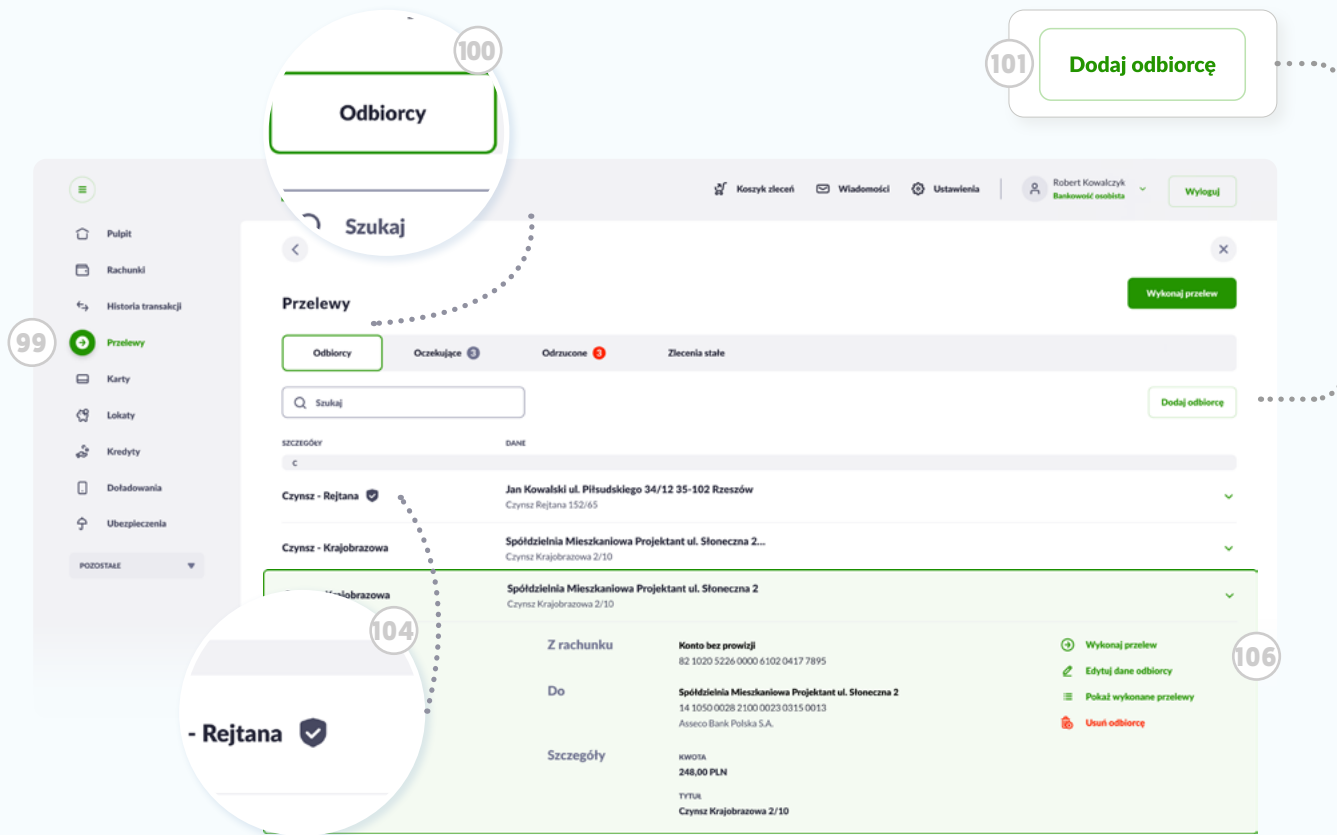 100
Odbiorcy
Szukaj
101
Dodaj odbiorcę
Koszyk zleceń
Wiadomości
Ustawienia
Robert Kowalczyk
Bankowość osobista
Wyloguj
Pulpit
Rachunki
Historia transakcji
99
Przelewy
Karty
Lokaty
Kredyty
Doładowania
Ubezpieczenia
POZOSTAŁE
Przelewy
Wykonaj przelew
Odbiorcy
Oczekujące 3
Odrzucone 3
Zlecenia stałe
Szukaj
Dodaj odbiorcę
SZCZEGÓŁY
DANE
C
Czynsz - Rejtana
Jan Kowalski ul. Piłsudskiego 34/12 35-102 Rzeszów
Czynsz Rejtana 152/65
Czynsz - Krajobrazowa
Spółdzielnia Mieszkaniowa Projektant ul. Słoneczna 2...
Czynsz Krajobrazowa 2/10
Krajobrazowa
Spółdzielnia Mieszkaniowa Projektant ul. Słoneczna 2
Czynsz Krajobrazowa 2/10
104
- Rejtana
Z rachunku
Konto bez prowizji
82 1020 5226 0000 6102 0417 7895
Do
Spółdzielnia Mieszkaniowa Projektant ul. Słoneczna 2
14 1050 0028 2100 0023 0315 0013
Asseco Bank Polska S.A.
Szczegóły
KWOTA
248,00 PLN
TYTUŁ
Czynsz Krajobrazowa 2/10
Wykonaj przelew
Edytuj dane odbiorcy
Pokaż wykonane przelewy
Usuń odbiorcę
106